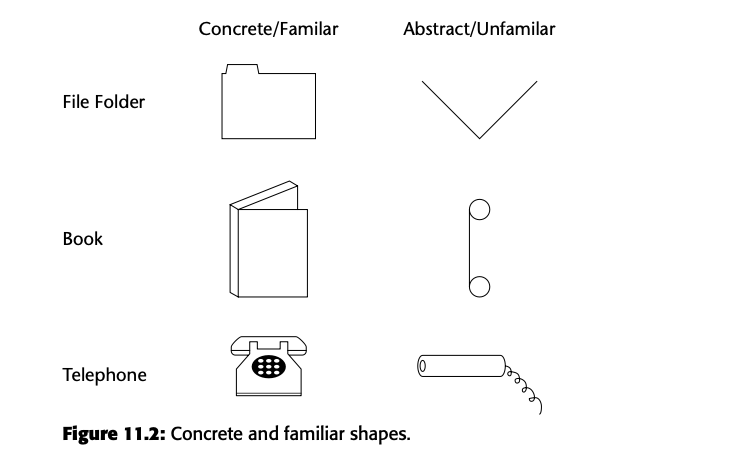 Concrete/Familar
Abstract/Unfamilar
File Folder
Book
Telephone
Figure 11.2: Concrete and familiar shapes.